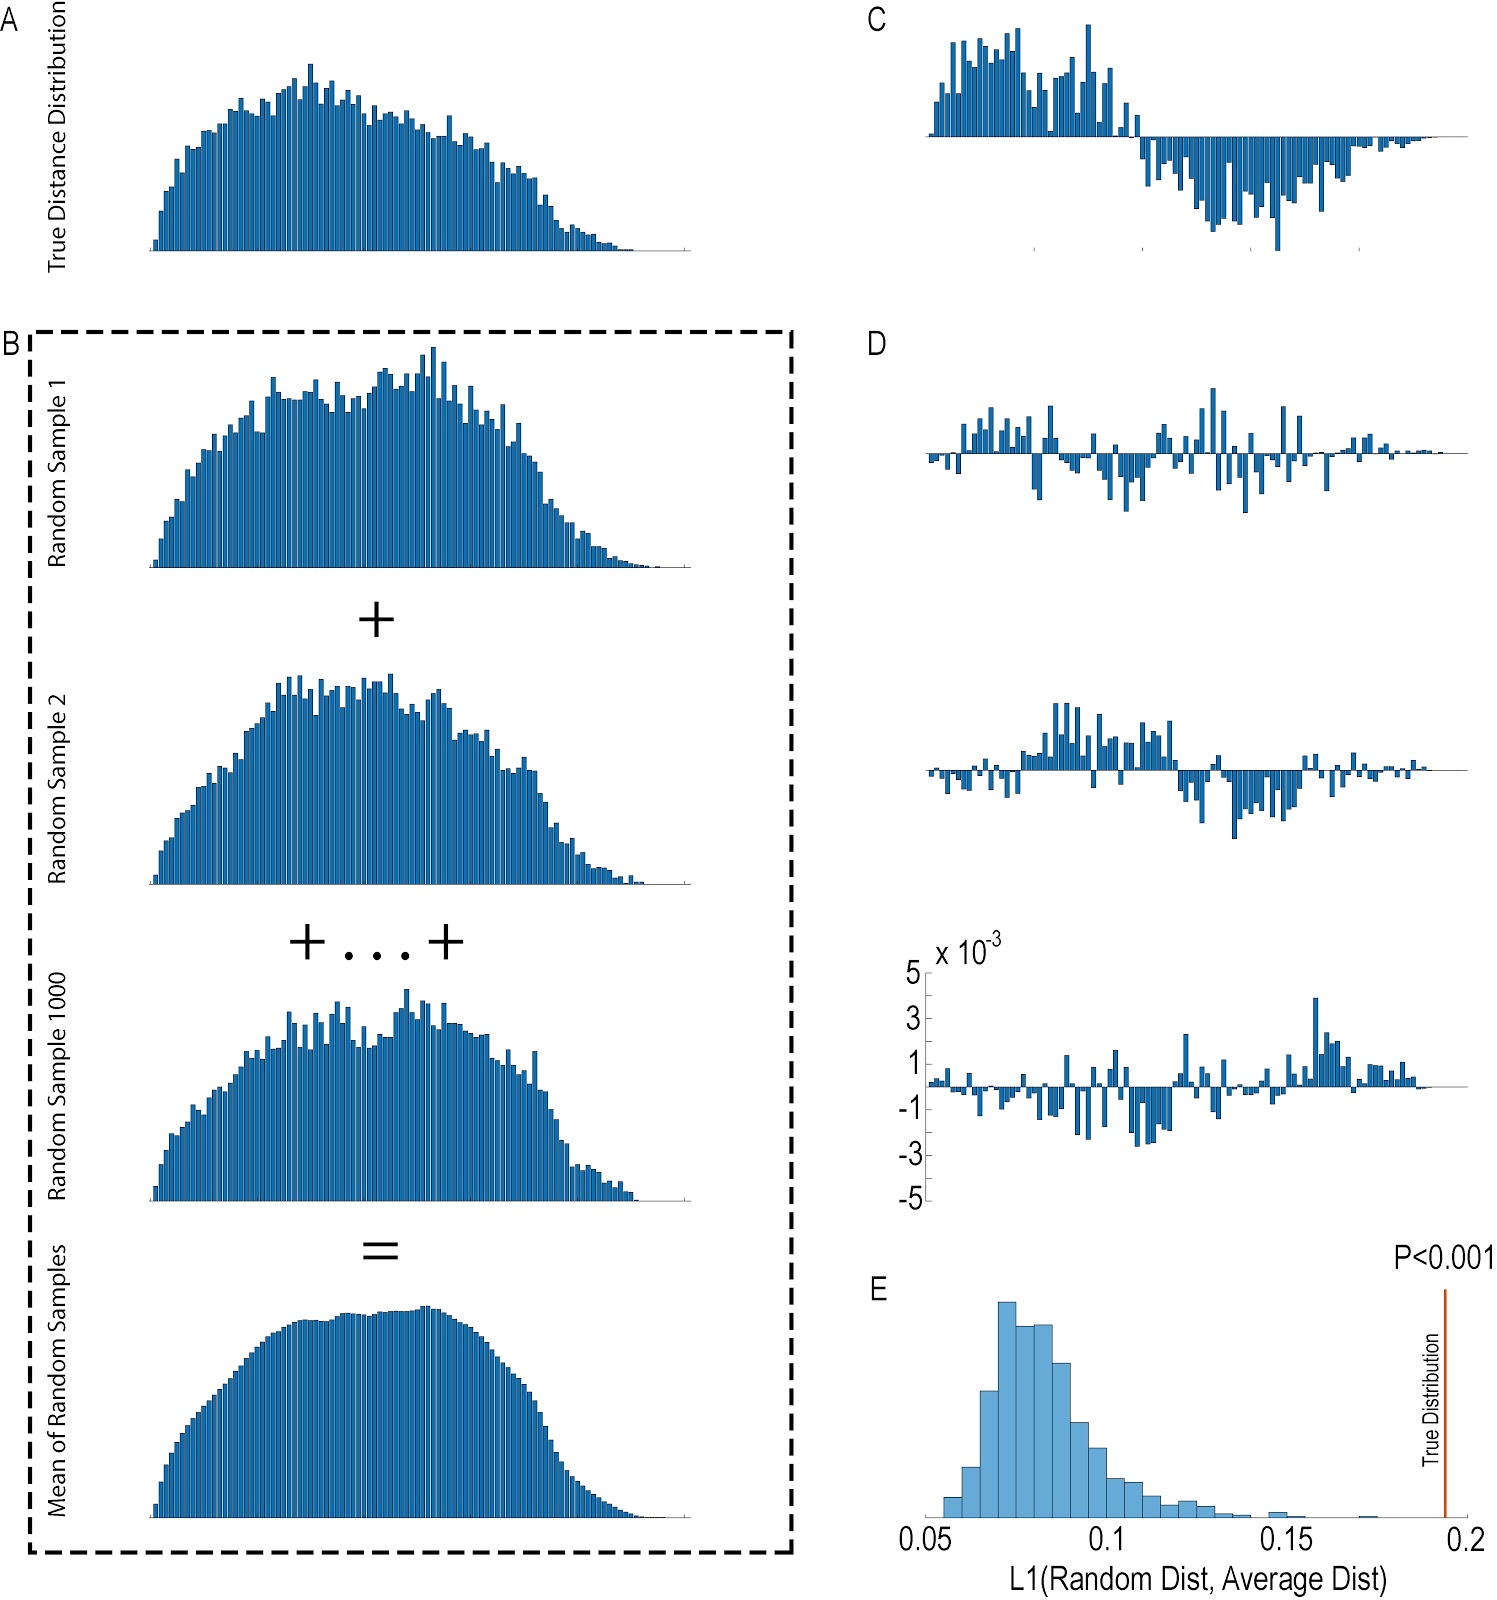 A
True Distance Distribution
B
Random Sample 1
+
Random Sample 2
+ . . . +
Random Sample 1000
=
Mean of Random Samples
C
D
x 10-3
5
3
1
-1
-3
-5
E
P<0.001
True Distribution
0.05 0.1 0.15 0.2
L1(Random Dist, Average Dist)